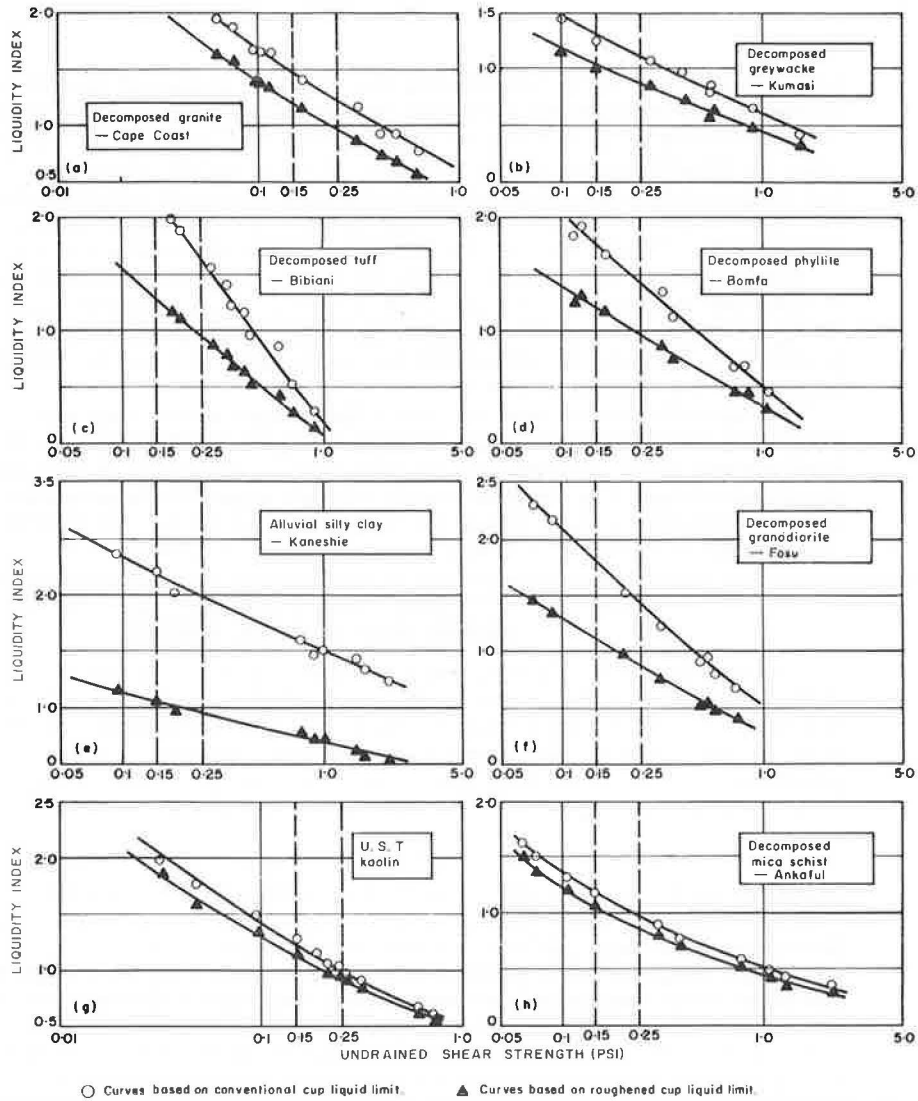 2·0
1·0
0·5
LIQUIDITY INDEX
Decomposed granite
— Cape Coast
(a)
0·01
0·1
0·15
0·25
1·0
1·5
1·0
0
Decomposed
greywacke
— Kumasi
(b)
0·05
0·1
0·15
0·25
1·0
5·0
2·0
1·0
0
LIQUIDITY INDEX
Decomposed tuff
— Bibiani
(c)
0·05
0·1
0·15
0·25
1·0
5·0
2·0
1·0
0
Decomposed phyllite
— Bomfa
(d)
0·05
0·1
0·15
0·25
1·0
5·0
3·5
2·0
1·0
0
LIQUIDITY INDEX
Alluvial silty clay
— Kaneshie
(e)
0·05
0·1
0·15
0·25
1·0
5·0
2·5
2·0
1·0
0
Decomposed
granodiorite
— Fosu
(f)
0·05
0·1
0·15
0·25
1·0
5·0
2·5
2·0
1·0
0·5
LIQUIDITY INDEX
U. S. T
kaolin
(g)
0·01
0·1
0·15
0·25
1·0
2·0
1·0
0
Decomposed
mica schist
— Ankaful
(h)
0·05
0·1
0·15
0·25
1·0
5·0
UNDRAINED SHEAR STRENGTH (PSI)
Curves based on conventional cup liquid limit.
Curves based on roughened cup liquid limit.